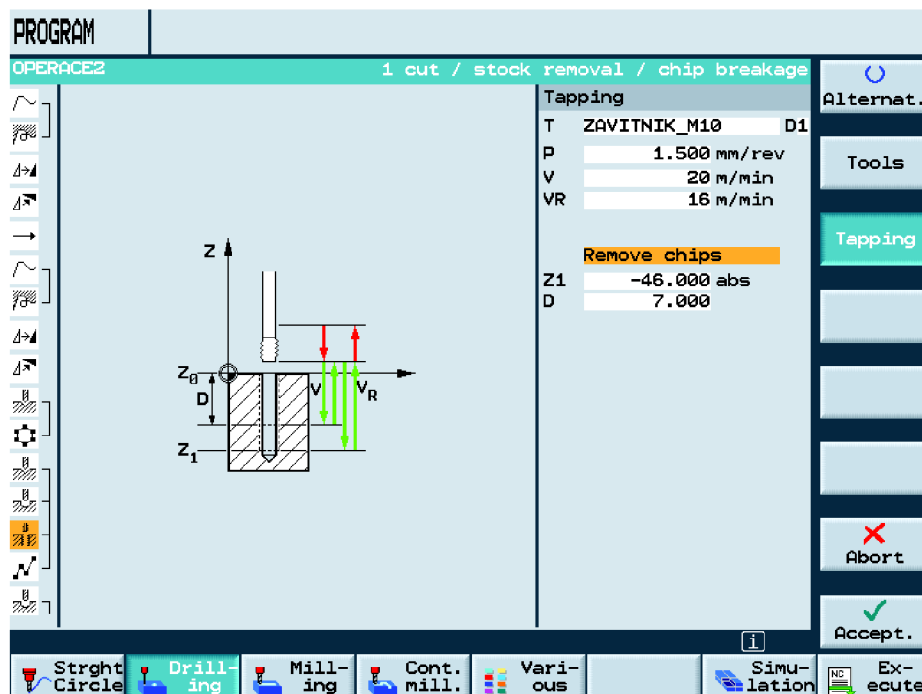 PROGRAM
OPERACE2
1 cut / stock removal / chip breakage
Alternat.
Tapping
T ZAVITNIK_M10 D1
P 1.500 mm/rev
V 20 m/min
VR 16 m/min
Remove chips
Z1 -46.000 abs
D 7.000
Z
Z0
D
V
VR
Z1
Tools
Tapping
Abort
Accept.
i
Strght
Circle
Drill-
ing
Mill-
ing
Cont.
mill.
Vari-
ous
Simu-
lation
NC
Ex-
ecute